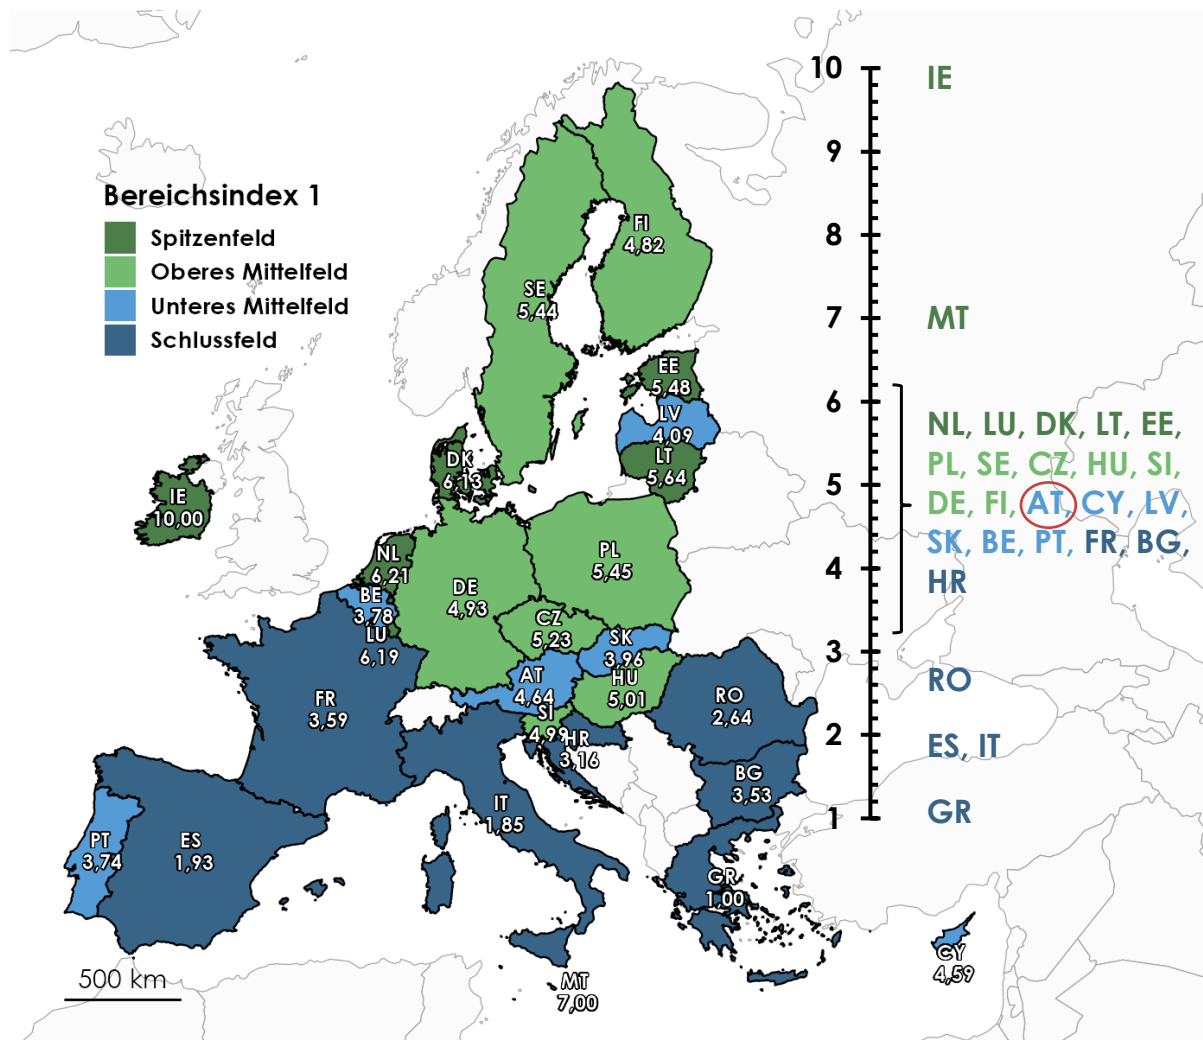 Bereichsindex 1
Spitzenfeld
Oberes Mittelfeld
Unteres Mittelfeld
Schlussfeld
FI
4,82
SE
5,44
EE
5,48
LV
4,09
LT
5,64
DK
6,13
IE
10,00
NL
6,21
BE
3,78
LU
6,19
DE
4,93
PL
5,45
CZ
5,23
SK
3,96
AT
4,64
HU
5,01
SI
4,99
HR
3,16
FR
3,59
RO
2,64
BG
3,53
IT
1,85
PT
3,74
ES
1,93
GR
1,00
MT
7,00
CY
4,59
500 km
10
9
8
7
6
5
4
3
2
1
IE
MT
NL, LU, DK, LT, EE,
PL, SE, CZ, HU, SI,
DE, FI, AT, CY, LV,
SK, BE, PT, FR, BG,
HR
RO
ES, IT
GR